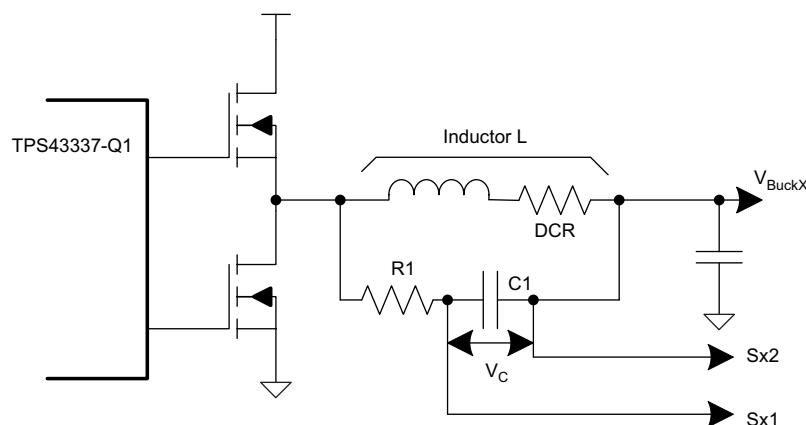 TPS43337-Q1
Inductor L
V_BuckX
DCR
R1
C1
V_C
Sx2
Sx1